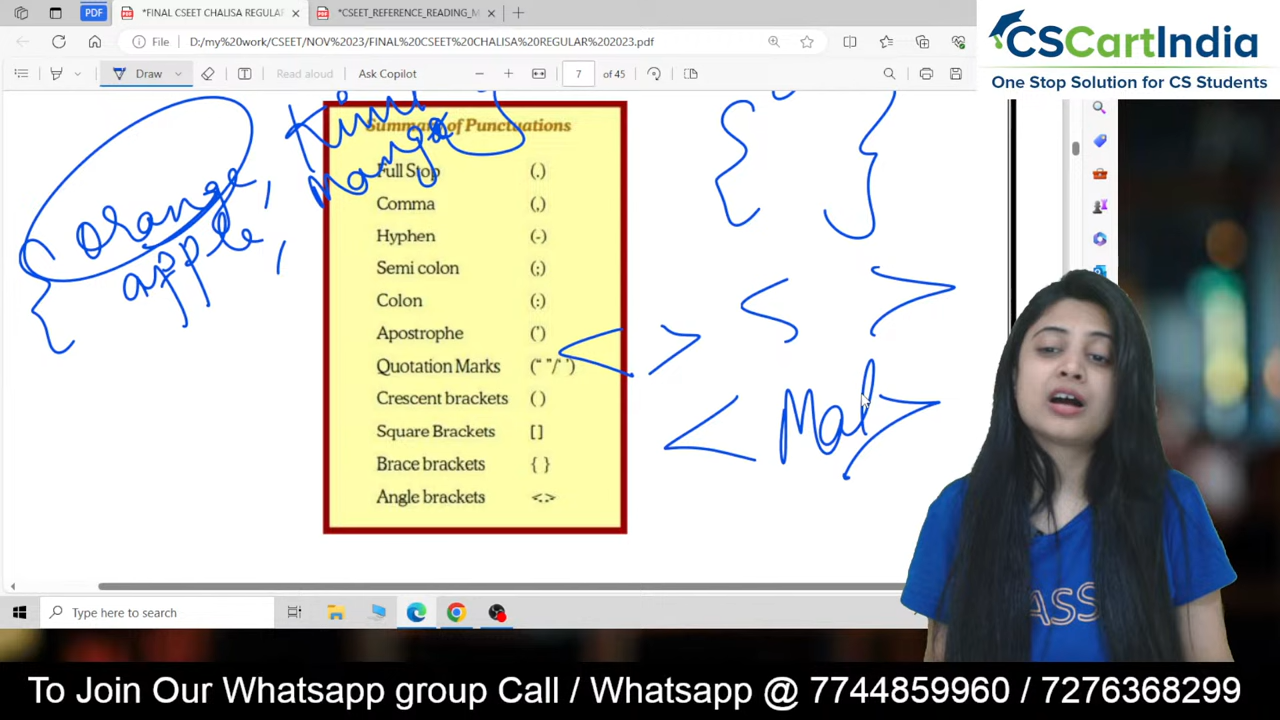 PDF
*FINAL CSEET CHALISA REGULAR
*CSEET_REFERENCE_READING_M
File
D:/my%20work/CSEET/NOV%2023/FINAL%20CSEET%20CHALISA%20REGULAR%202023.pdf
Draw
Read aloud
Ask Copilot
7
of 45
CSCartIndia
One Stop Solution for CS Students
Summary of Punctuations
Full Stop (.)
Comma (,)
Hyphen (-)
Semi colon (;)
Colon (:)
Apostrophe (')
Quotation Marks (“ ”/‘ ’)
Crescent brackets ( )
Square Brackets [ ]
Brace brackets { }
Angle brackets <>
{ orange,
apple,
Mango
{ }
< >
< >
< Mal >
Type here to search
To Join Our Whatsapp group Call / Whatsapp @ 7744859960 / 7276368299